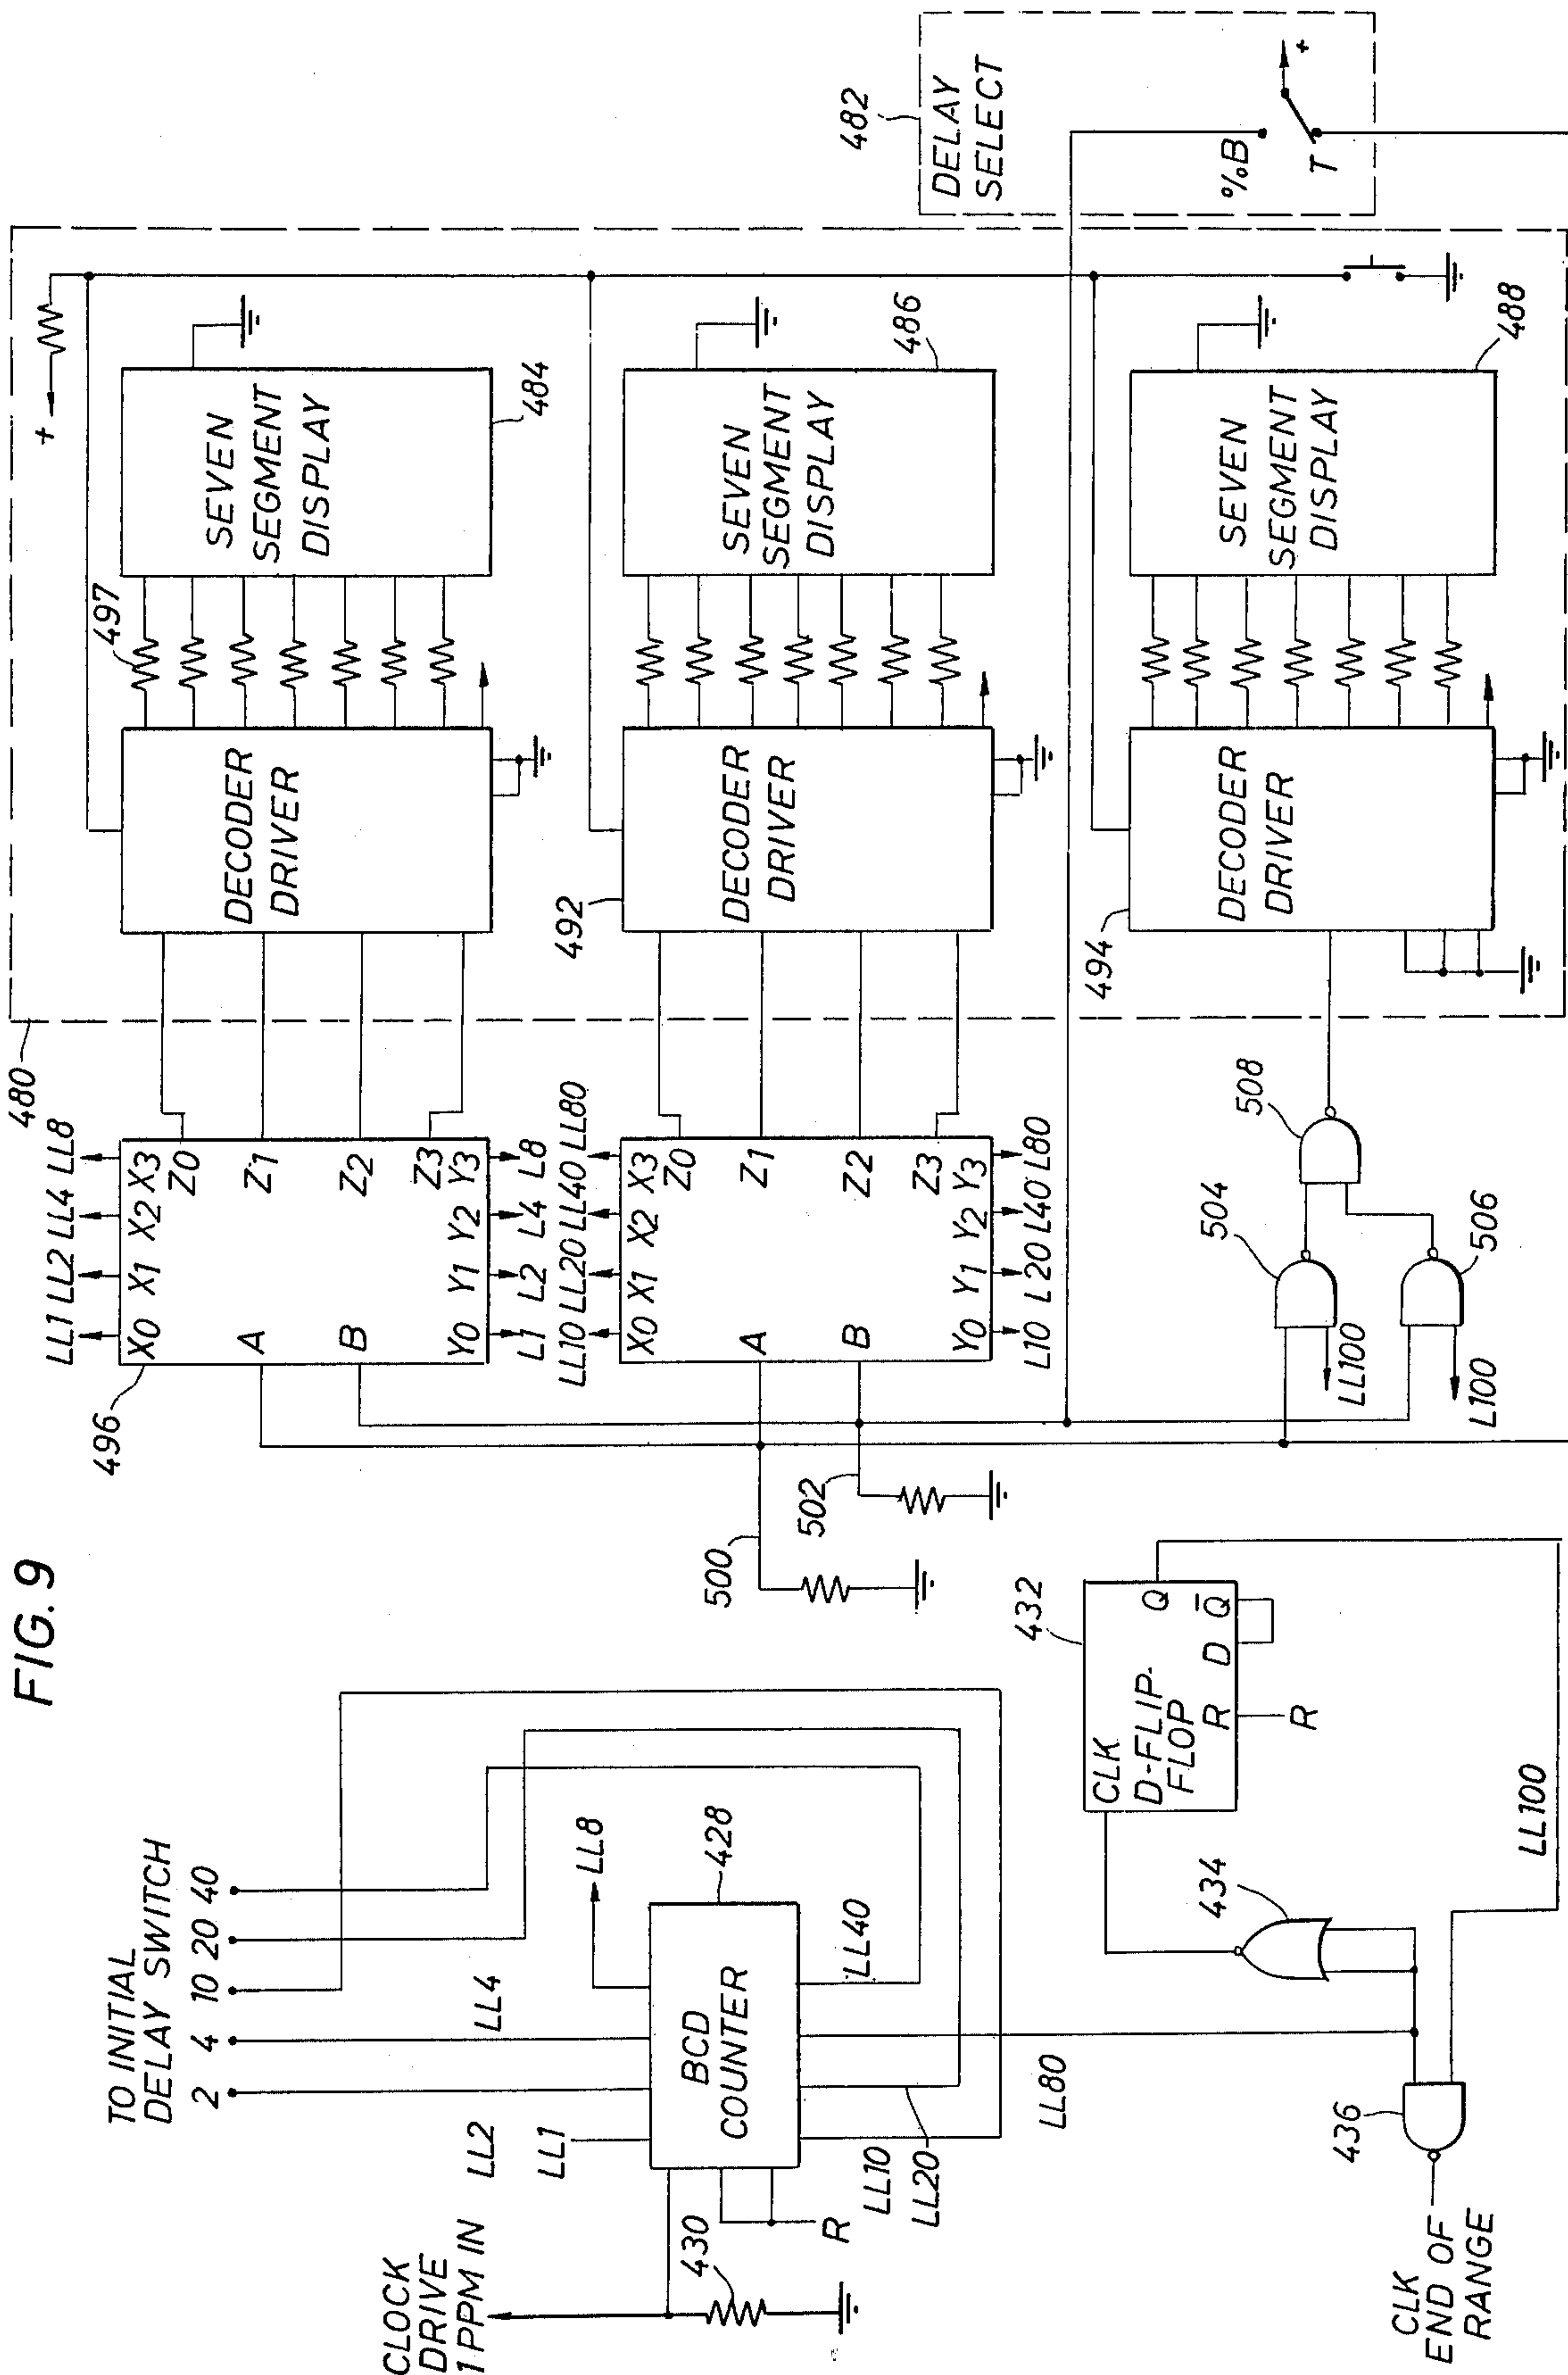 FIG. 9
TO INITIAL
DELAY SWITCH
2 4 10 20 40
CLOCK
DRIVE
1 PPM IN
LL2
LL4
LL1
LL8
428
BCD
COUNTER
R
430
LL10
LL20
LL40
LL80
432
CLK
D-FLIP-
FLOP
Q
R D Q̅
R
434
LL100
436
CLK
END OF
RANGE
480
LL1 LL2 LL4 LL8
X0 X1 X2 X3
Z0
A
Z1
B
Z2
Z3
Y0 Y1 Y2 Y3
L1 L2 L4 L8
496
LL10 LL20 LL40 LL80
X0 X1 X2 X3
Z0
A
Z1
B
Z2
Z3
Y0 Y1 Y2 Y3
L10 L20 L40 L80
500
502
504
LL100
506
L100
508
DECODER
DRIVER
497
SEVEN
SEGMENT
DISPLAY
484
+
492
DECODER
DRIVER
SEVEN
SEGMENT
DISPLAY
486
494
DECODER
DRIVER
SEVEN
SEGMENT
DISPLAY
488
482
DELAY
SELECT
%B
T
+